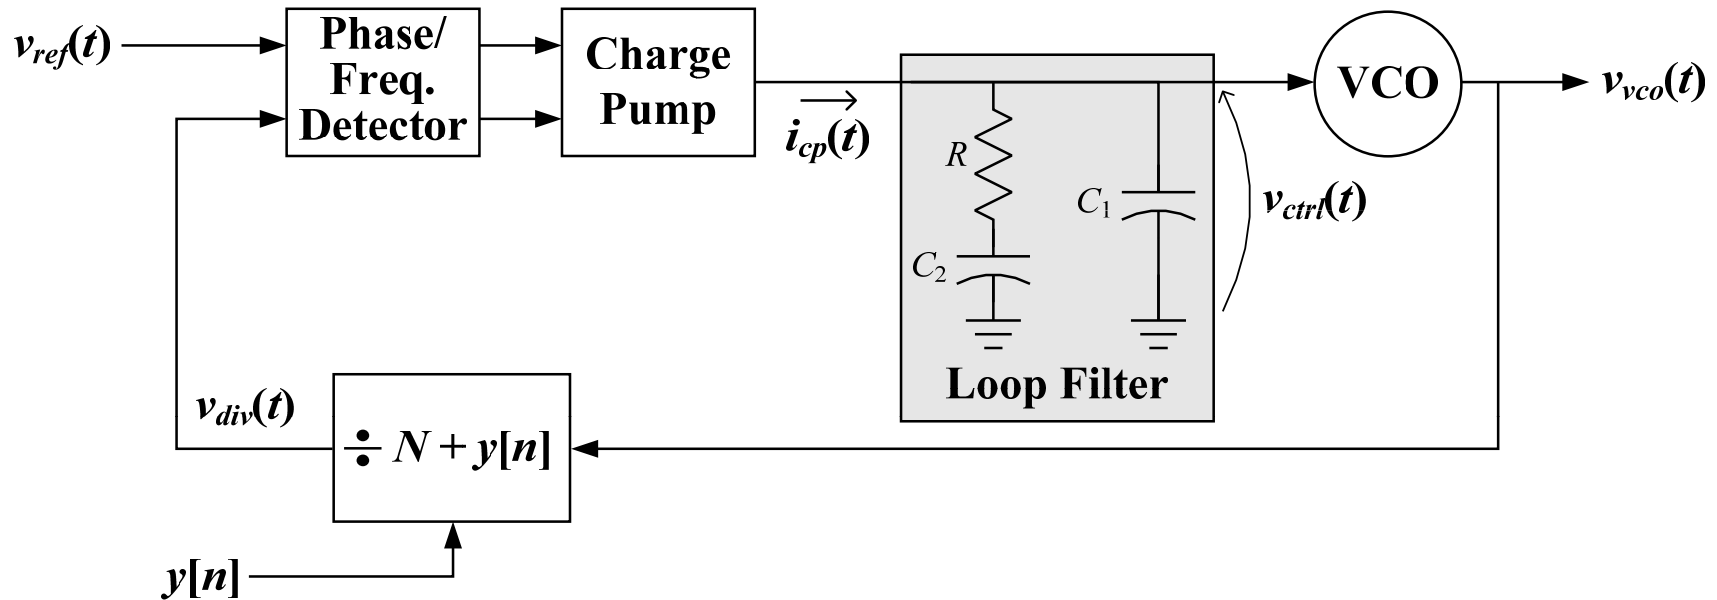 v_ref(t)
Phase/
Freq.
Detector
Charge
Pump
i_cp(t)
R
C_2
C_1
Loop Filter
v_ctrl(t)
VCO
v_vco(t)
v_div(t)
÷ N + y[n]
y[n]